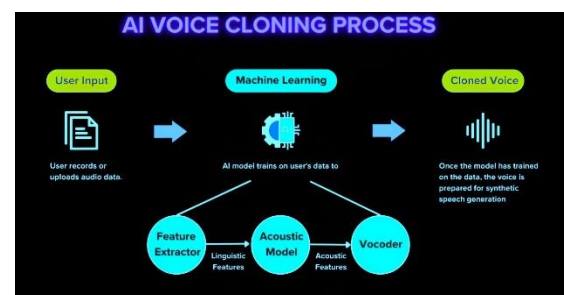 AI VOICE CLONING PROCESS
User Input
Machine Learning
Cloned Voice
User records or
uploads audio data.
AI model trains on user's data to
Once the model has trained
on the data, the voice is
prepared for synthetic
speech generation
Feature
Extractor
Linguistic
Features
Acoustic
Model
Acoustic
Features
Vocoder